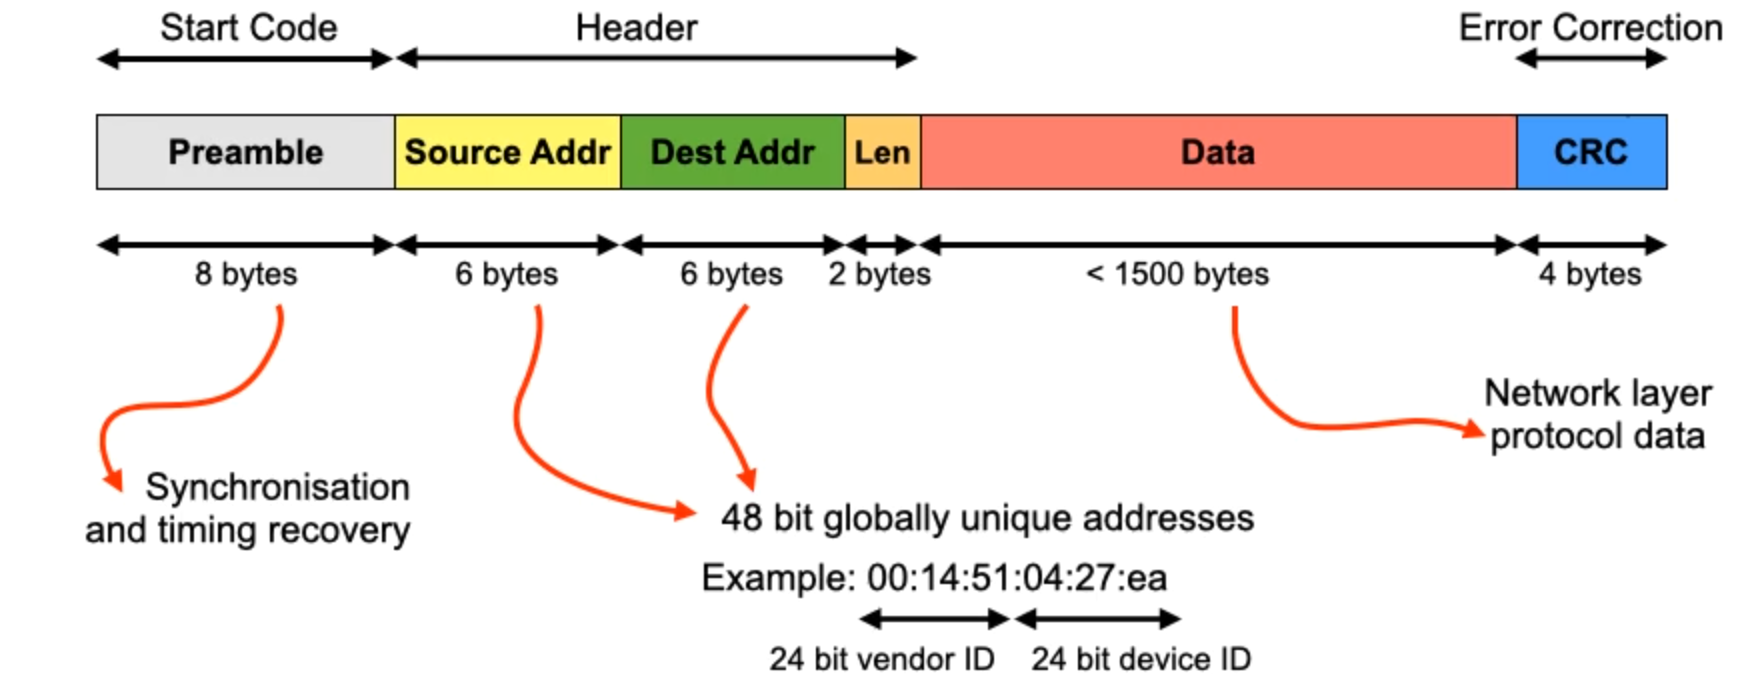 Start Code
Header
Error Correction
Preamble
Source Addr
Dest Addr
Len
Data
CRC
8 bytes
6 bytes
6 bytes
2 bytes
< 1500 bytes
4 bytes
Network layer
protocol data
Synchronisation
and timing recovery
48 bit globally unique addresses
Example: 00:14:51:04:27:ea
24 bit vendor ID
24 bit device ID